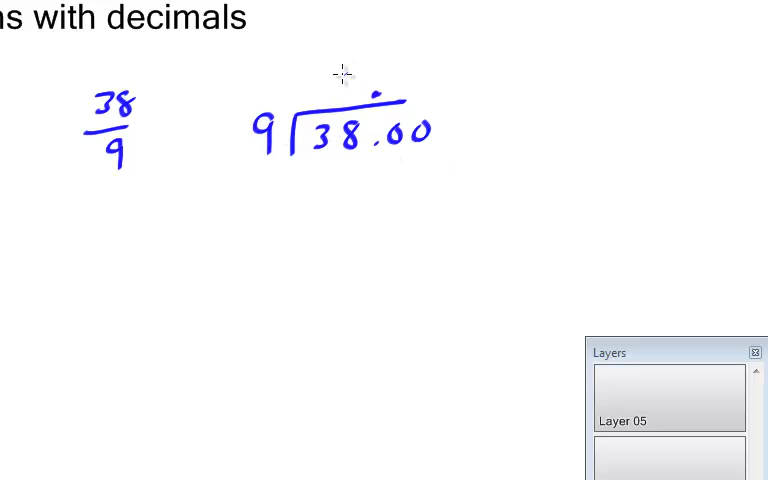 ns with decimals
38
9
.
9 38.00
Layers
Layer 05